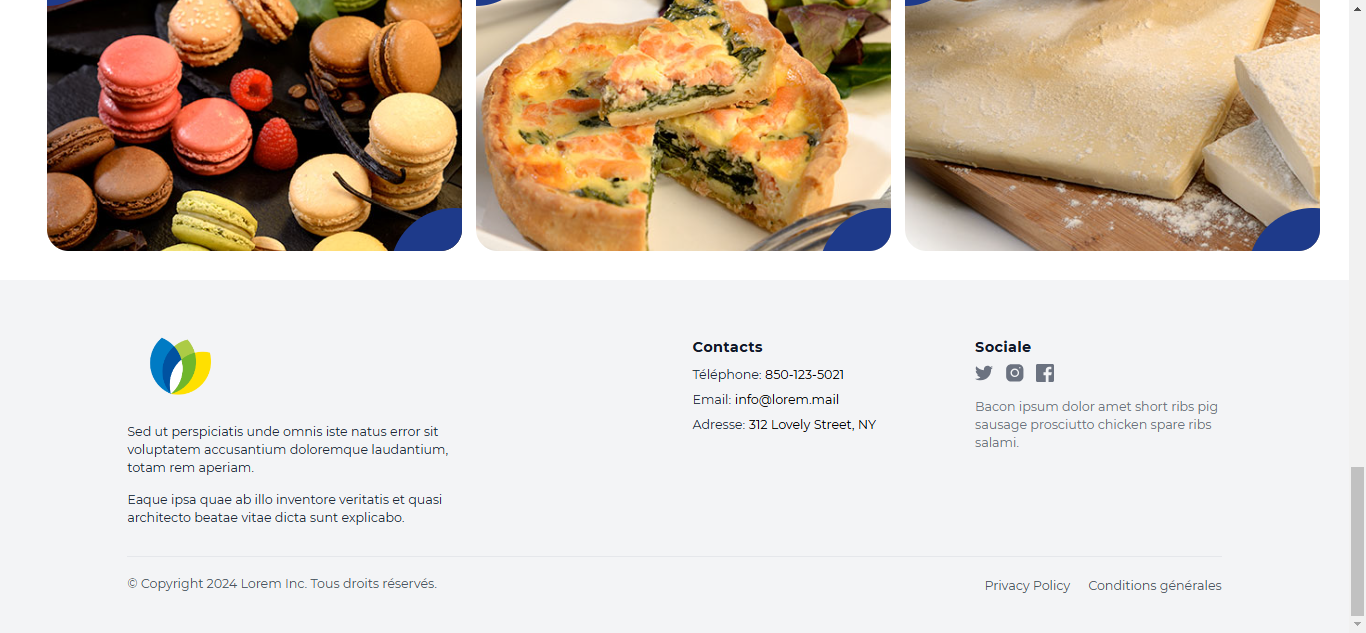 Sed ut perspiciatis unde omnis iste natus error sit
voluptatem accusantium doloremque laudantium,
totam rem aperiam.
Eaque ipsa quae ab illo inventore veritatis et quasi
architecto beatae vitae dicta sunt explicabo.
Contacts
Téléphone: 850-123-5021
Email: info@lorem.mail
Adresse: 312 Lovely Street, NY
Sociale
Bacon ipsum dolor amet short ribs pig
sausage prosciutto chicken spare ribs
salami.
© Copyright 2024 Lorem Inc. Tous droits réservés.
Privacy Policy Conditions générales